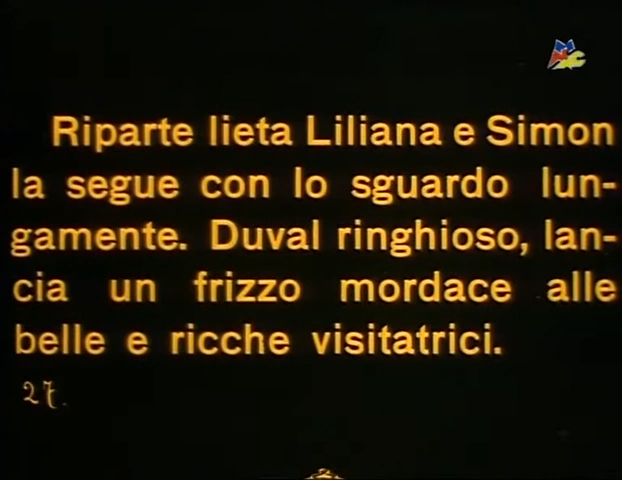 Riparte lieta Liliana e Simon
la segue con lo sguardo lun-
gamente. Duval ringhioso, lan-
cia un frizzo mordace alle
belle e ricche visitatrici.
27.